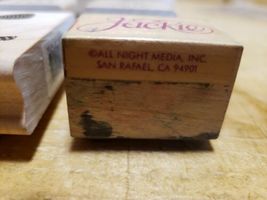 Jackie
©ALL NIGHT MEDIA, INC.
SAN RAFAEL, CA 94901